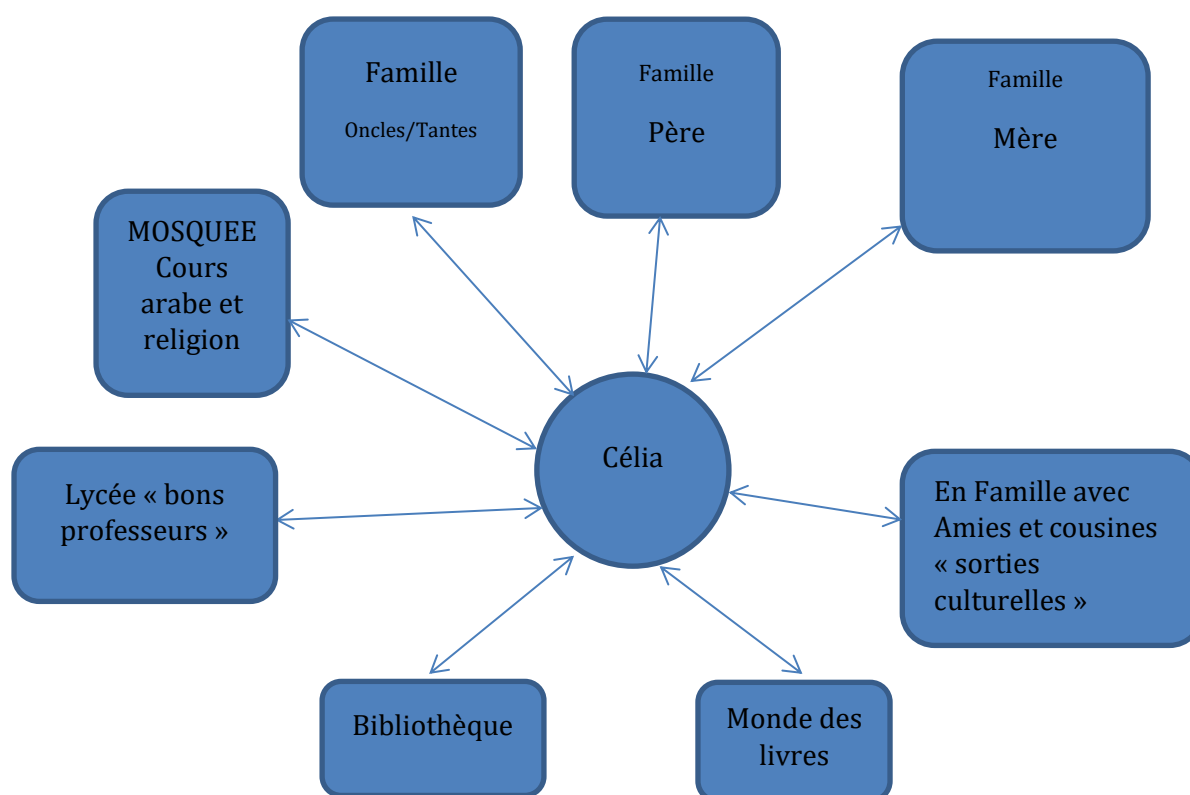 Famille
Oncles/Tantes
Famille
Père
Famille
Mère
MOSQUEE
Cours
arabe et
religion
Célia
Lycée « bons
professeurs »
En Famille avec
Amies et cousines
« sorties
culturelles »
Bibliothèque
Monde des
livres